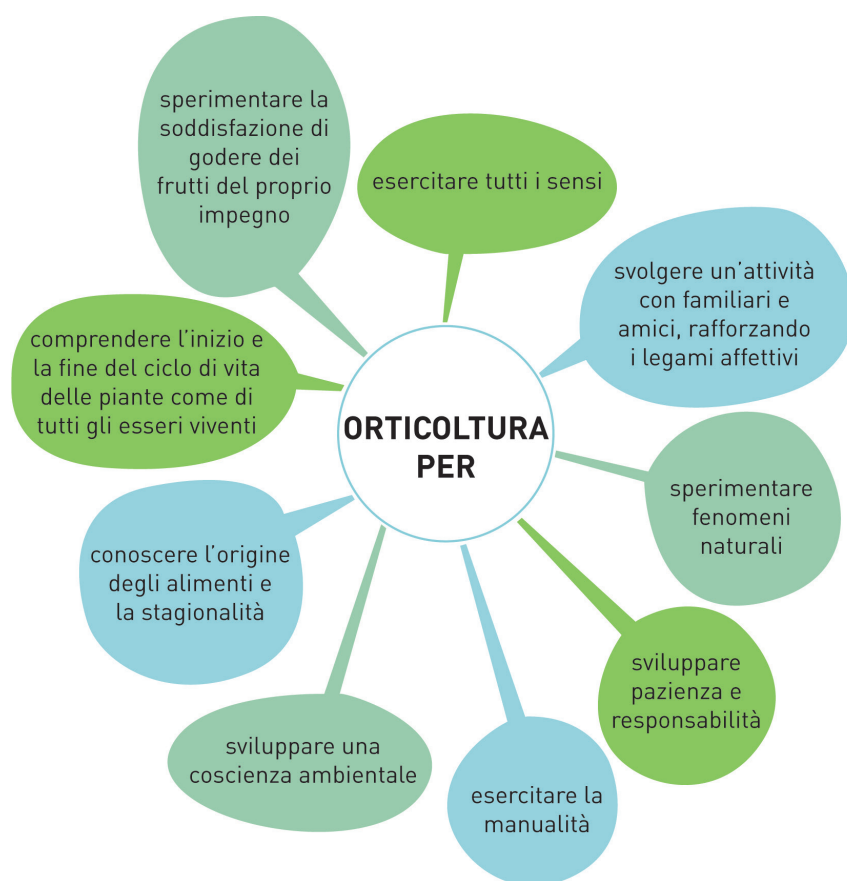 sperimentare la
soddisfazione di
godere dei
frutti del proprio
impegno
esercitare tutti i sensi
svolgere un'attività
con familiari e
amici, rafforzando
i legami affettivi
comprendere l'inizio e
la fine del ciclo di vita
delle piante come di
tutti gli esseri viventi
ORTICOLTURA
PER
sperimentare
fenomeni
naturali
conoscere l'origine
degli alimenti e
la stagionalità
sviluppare
pazienza e
responsabilità
sviluppare una
coscienza ambientale
esercitare la
manualità